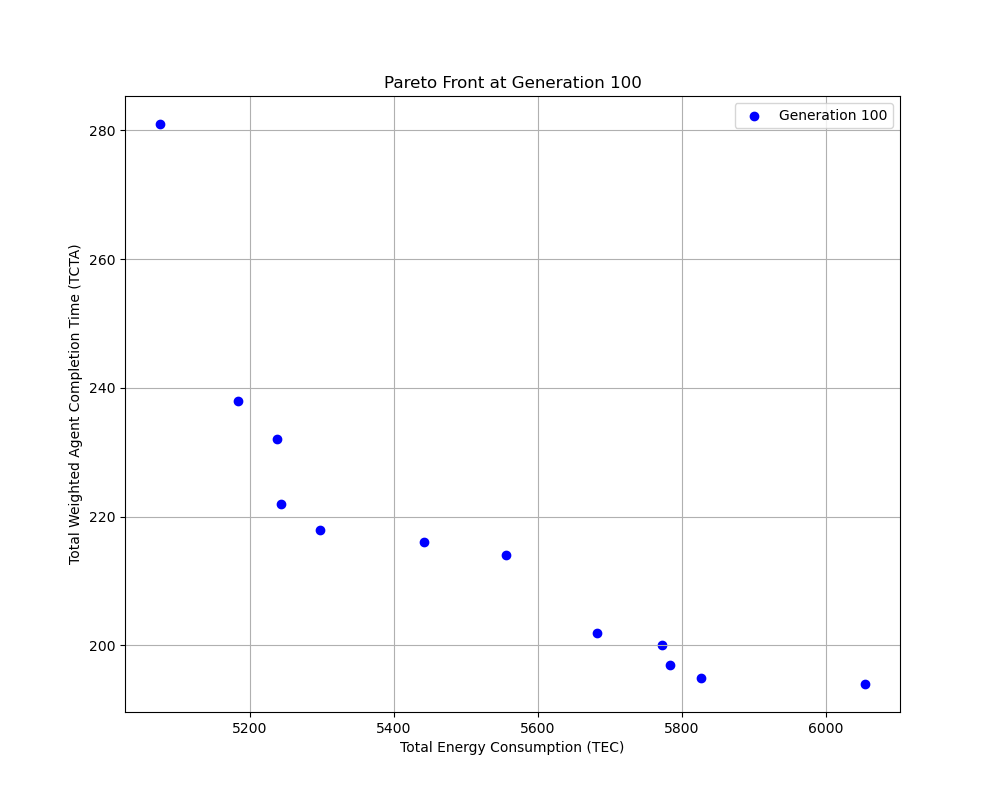 Pareto Front at Generation 100
Generation 100
Total Weighted Agent Completion Time (TCTA)
280
260
240
220
200
5200 5400 5600 5800 6000
Total Energy Consumption (TEC)